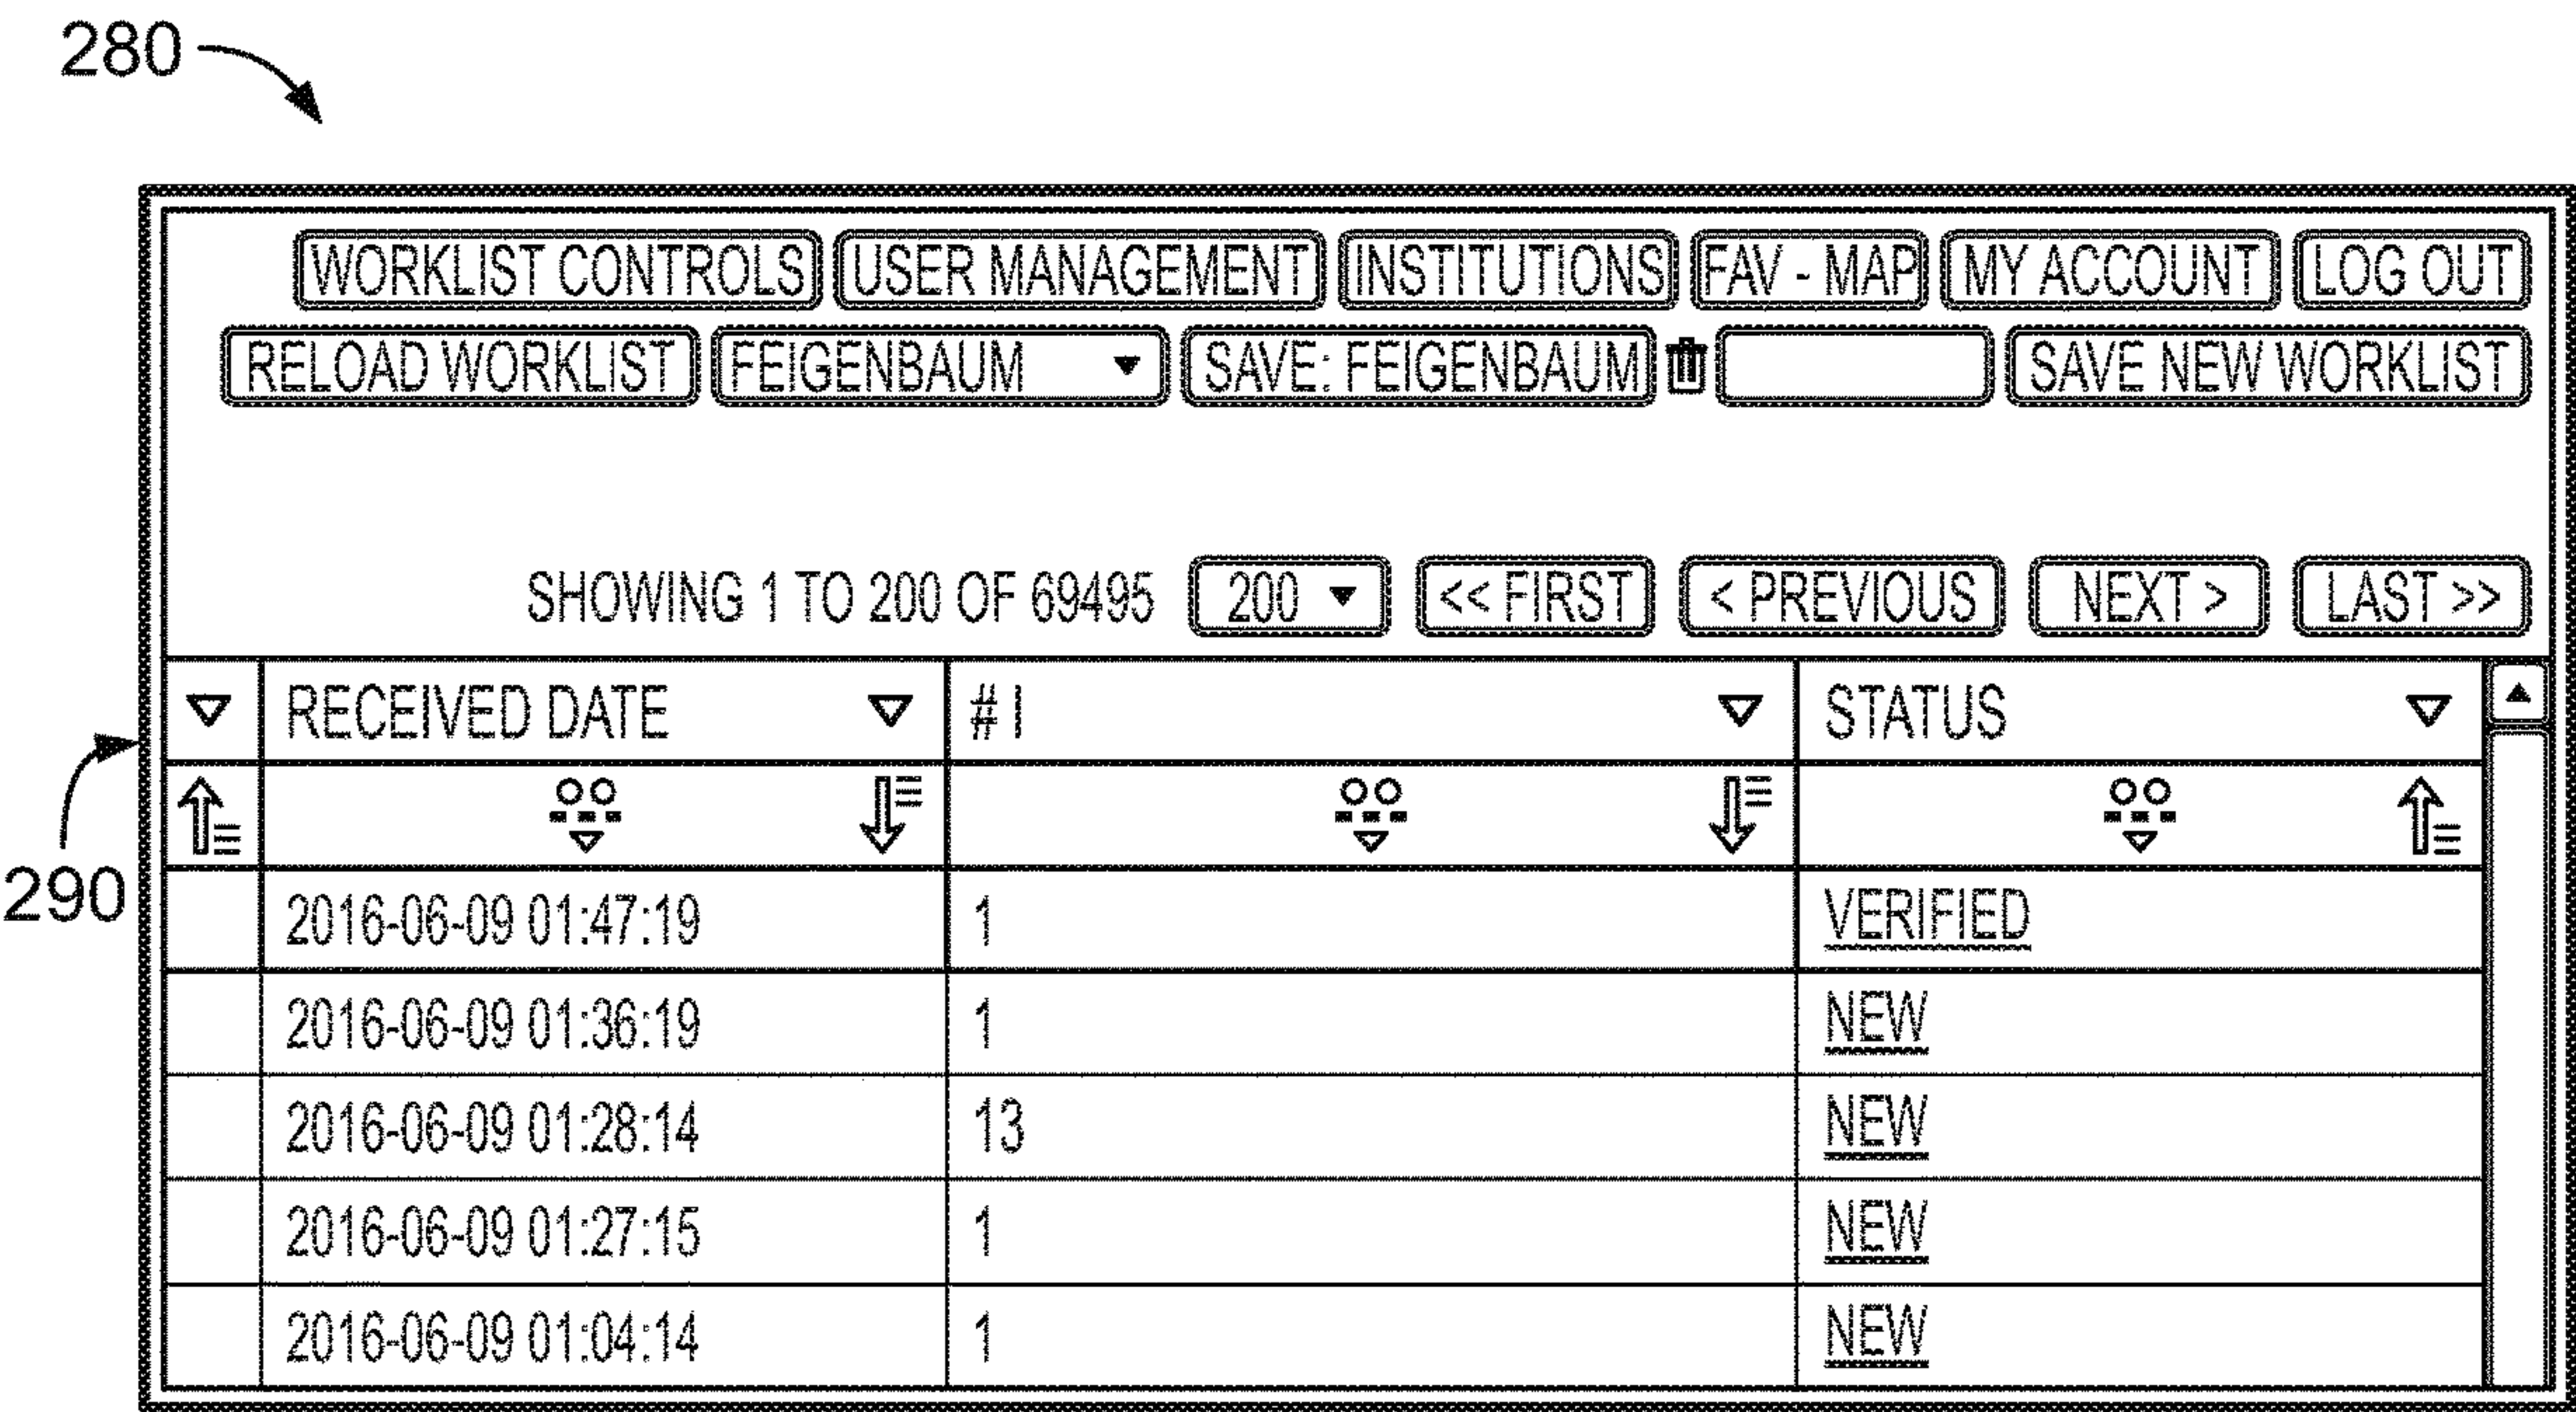 280
WORKLIST CONTROLS USER MANAGEMENT INSTITUTIONS FAV - MAP MY ACCOUNT LOG OUT
RELOAD WORKLIST FEIGENBAUM SAVE: FEIGENBAUM SAVE NEW WORKLIST
SHOWING 1 TO 200 OF 69495 200 << FIRST < PREVIOUS NEXT > LAST >>
RECEIVED DATE # I STATUS
290
2016-06-09 01:47:19 1 VERIFIED
2016-06-09 01:36:19 1 NEW
2016-06-09 01:28:14 13 NEW
2016-06-09 01:27:15 1 NEW
2016-06-09 01:04:14 1 NEW